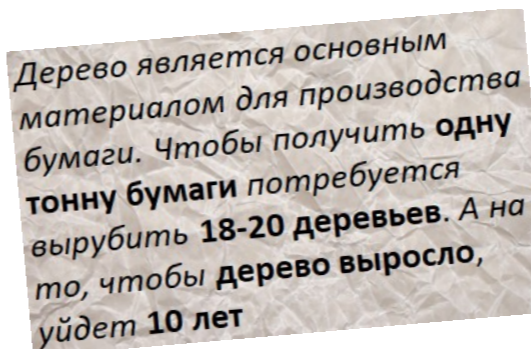 Дерево является основным
материалом для производства
бумаги. Чтобы получить одну
тонну бумаги потребуется
вырубить 18-20 деревьев. А на
то, чтобы дерево выросло,
уйдет 10 лет